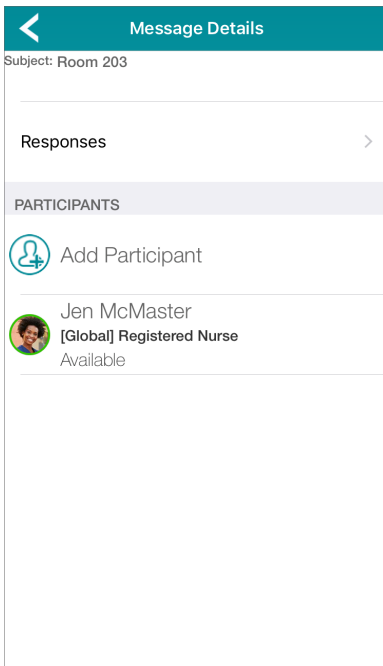 Message Details
Subject: Room 203
Responses
PARTICIPANTS
Add Participant
Jen McMaster
[Global] Registered Nurse
Available